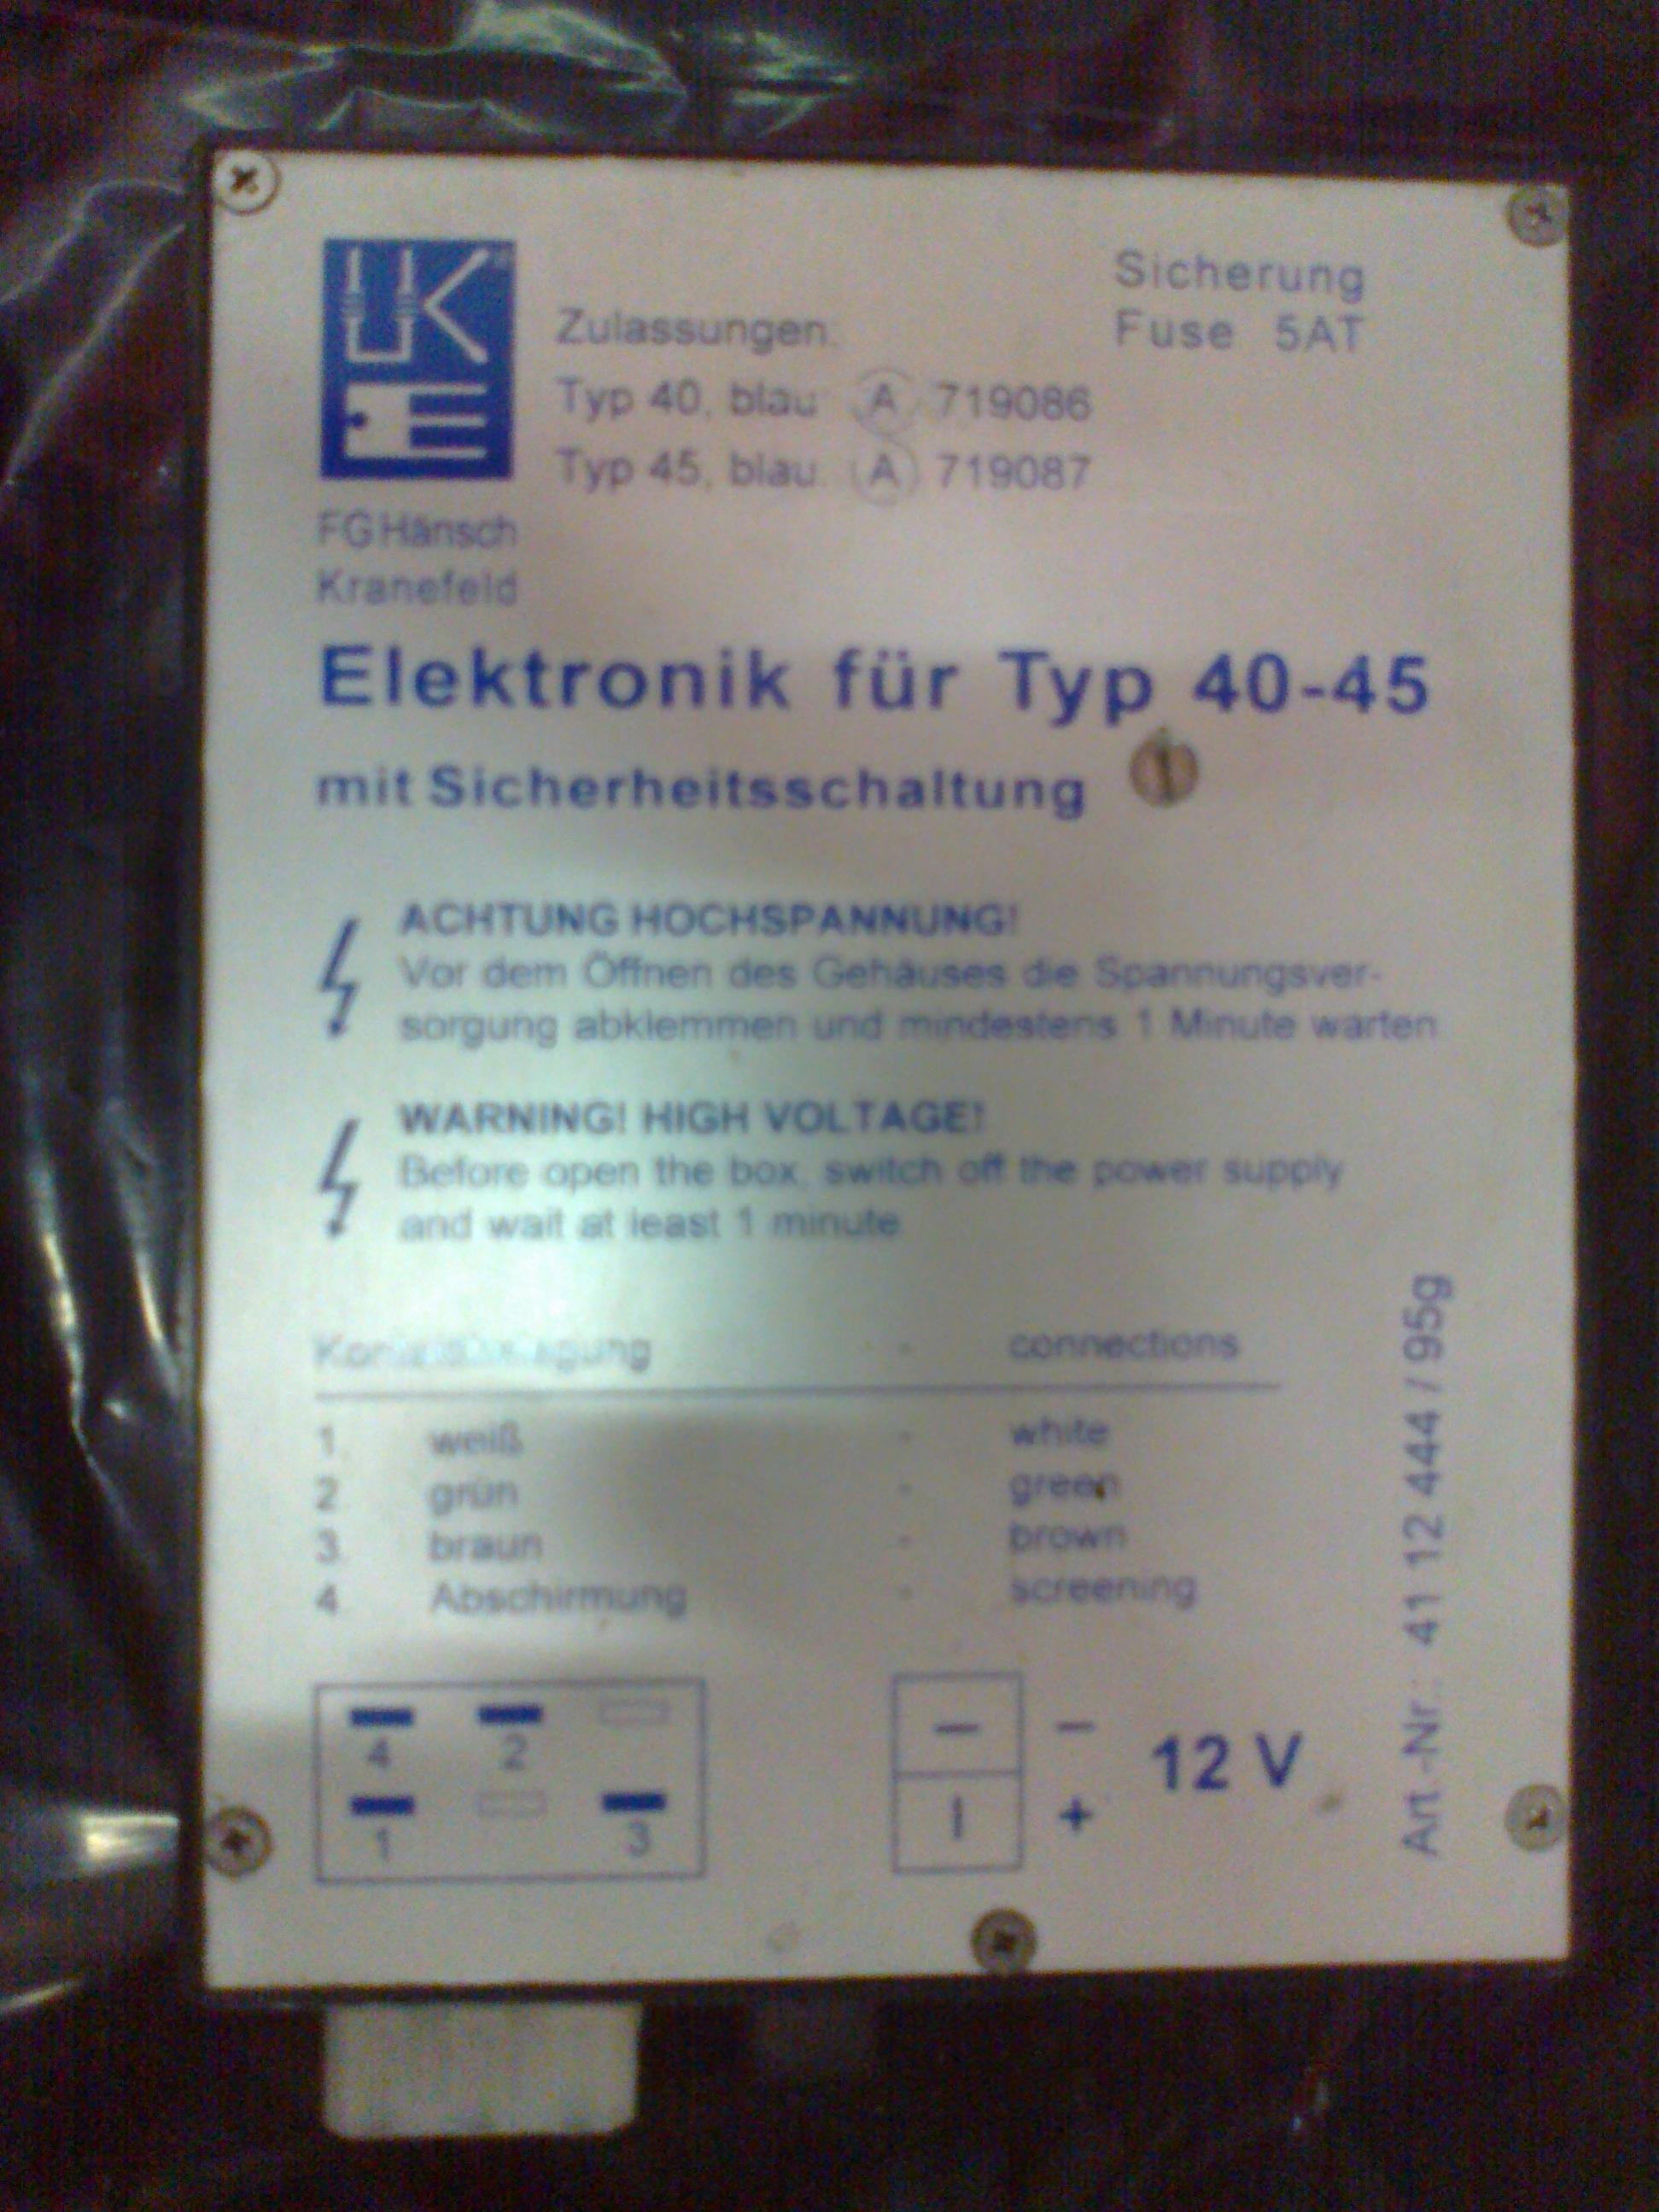 Zulassungen:
Typ 40, blau: A 719086
Typ 45, blau: A 719087
Sicherung
Fuse 5AT
FG Hänsch
Kranefeld
Elektronik für Typ 40-45
mit Sicherheitsschaltung
ACHTUNG HOCHSPANNUNG!
Vor dem Öffnen des Gehäuses die Spannungsver-
sorgung abklemmen und mindestens 1 Minute warten
WARNING! HIGH VOLTAGE!
Before open the box, switch off the power supply
and wait at least 1 minute
- connections
1. weiß - white
2. grün - green
3. braun - brown
4. Abschirmung - screening
4 2
1 3
− −
I + 12 V
Art.-Nr.: 41 12 444 / 95g